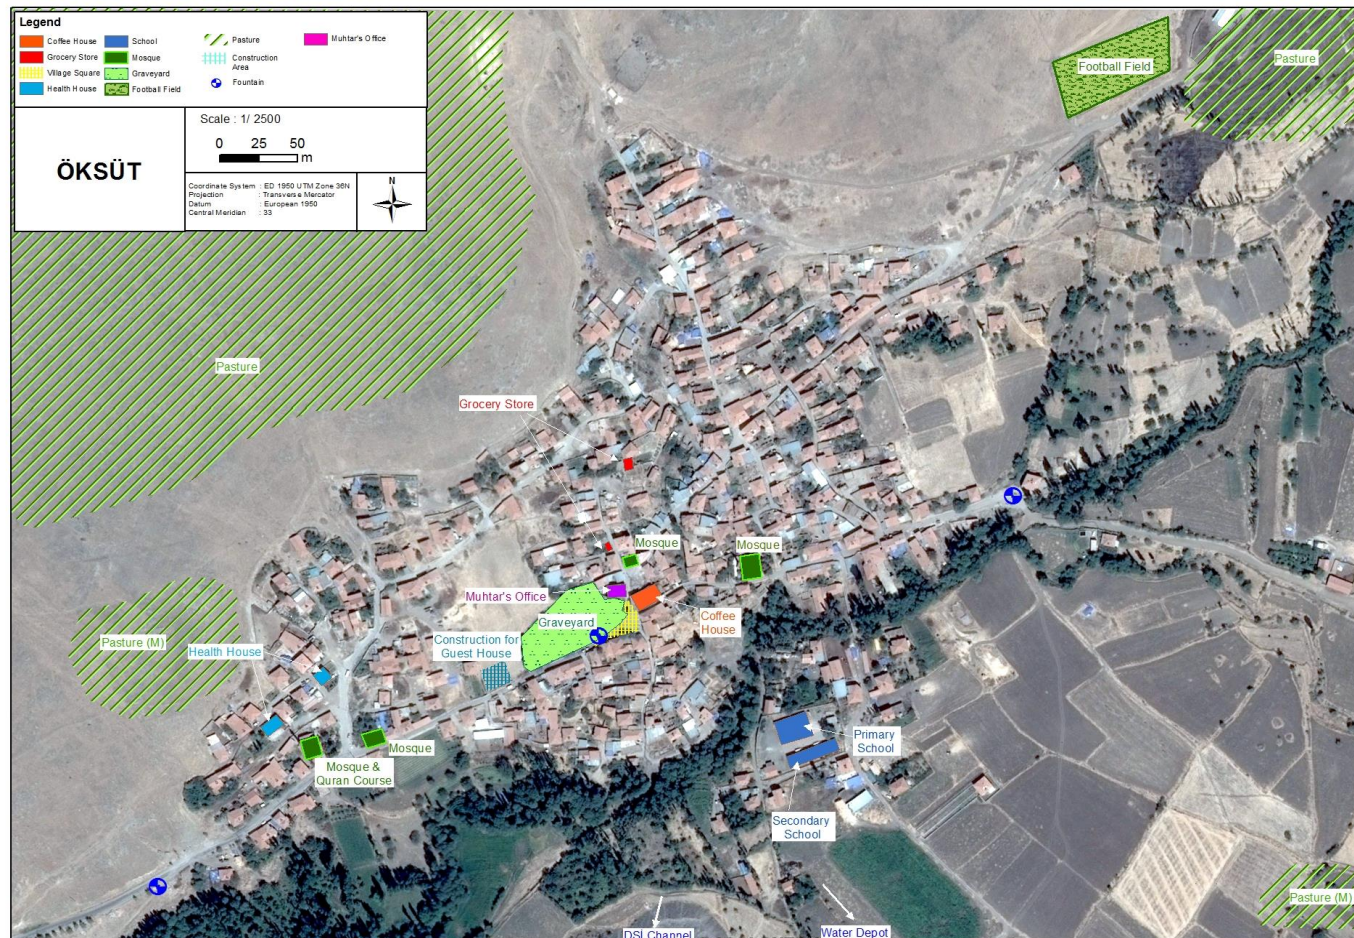 Legend
Coffee House
Grocery Store
Village Square
Health House
School
Mosque
Graveyard
Football Field
Pasture
Construction
Area
Fountain
Muhtar's Office
ÖKSÜT
Scale : 1/ 2500
0 25 50
m
Coordinate System : ED 1950 UTM Zone 36N
Projection : Transverse Mercator
Datum : European 1950
Central Meridian : 33
N
Football Field
Pasture
Pasture
Grocery Store
Mosque
Mosque
Muhtar's Office
Coffee
House
Graveyard
Construction for
Guest House
Pasture (M)
Health House
Mosque
Mosque &
Quran Course
Primary
School
Secondary
School
Pasture (M)
DSİ Channel
Water Depot